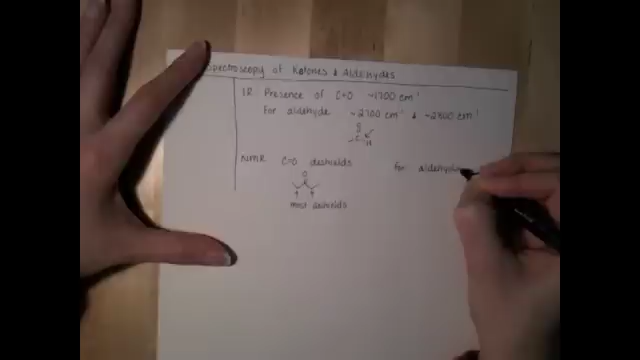 Spectroscopy of Ketones & Aldehydes
IR Presence of C=O ~1700 cm⁻¹
For aldehyde ~2700 cm⁻¹ & ~2800 cm⁻¹
O
C
H
NMR C=O deshields
For aldehyde
O
most deshields